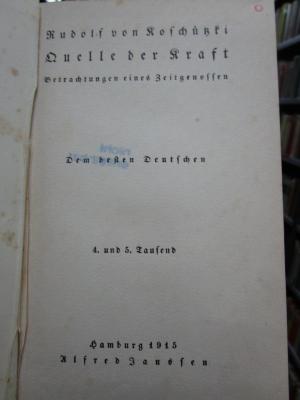 Rudolf von Koschützki
Quelle der Kraft
Betrachtungen eines Zeitgenossen
nicht
Dem besten Deutschen
4. und 5. Tausend
Hamburg 1915
Alfred Janssen